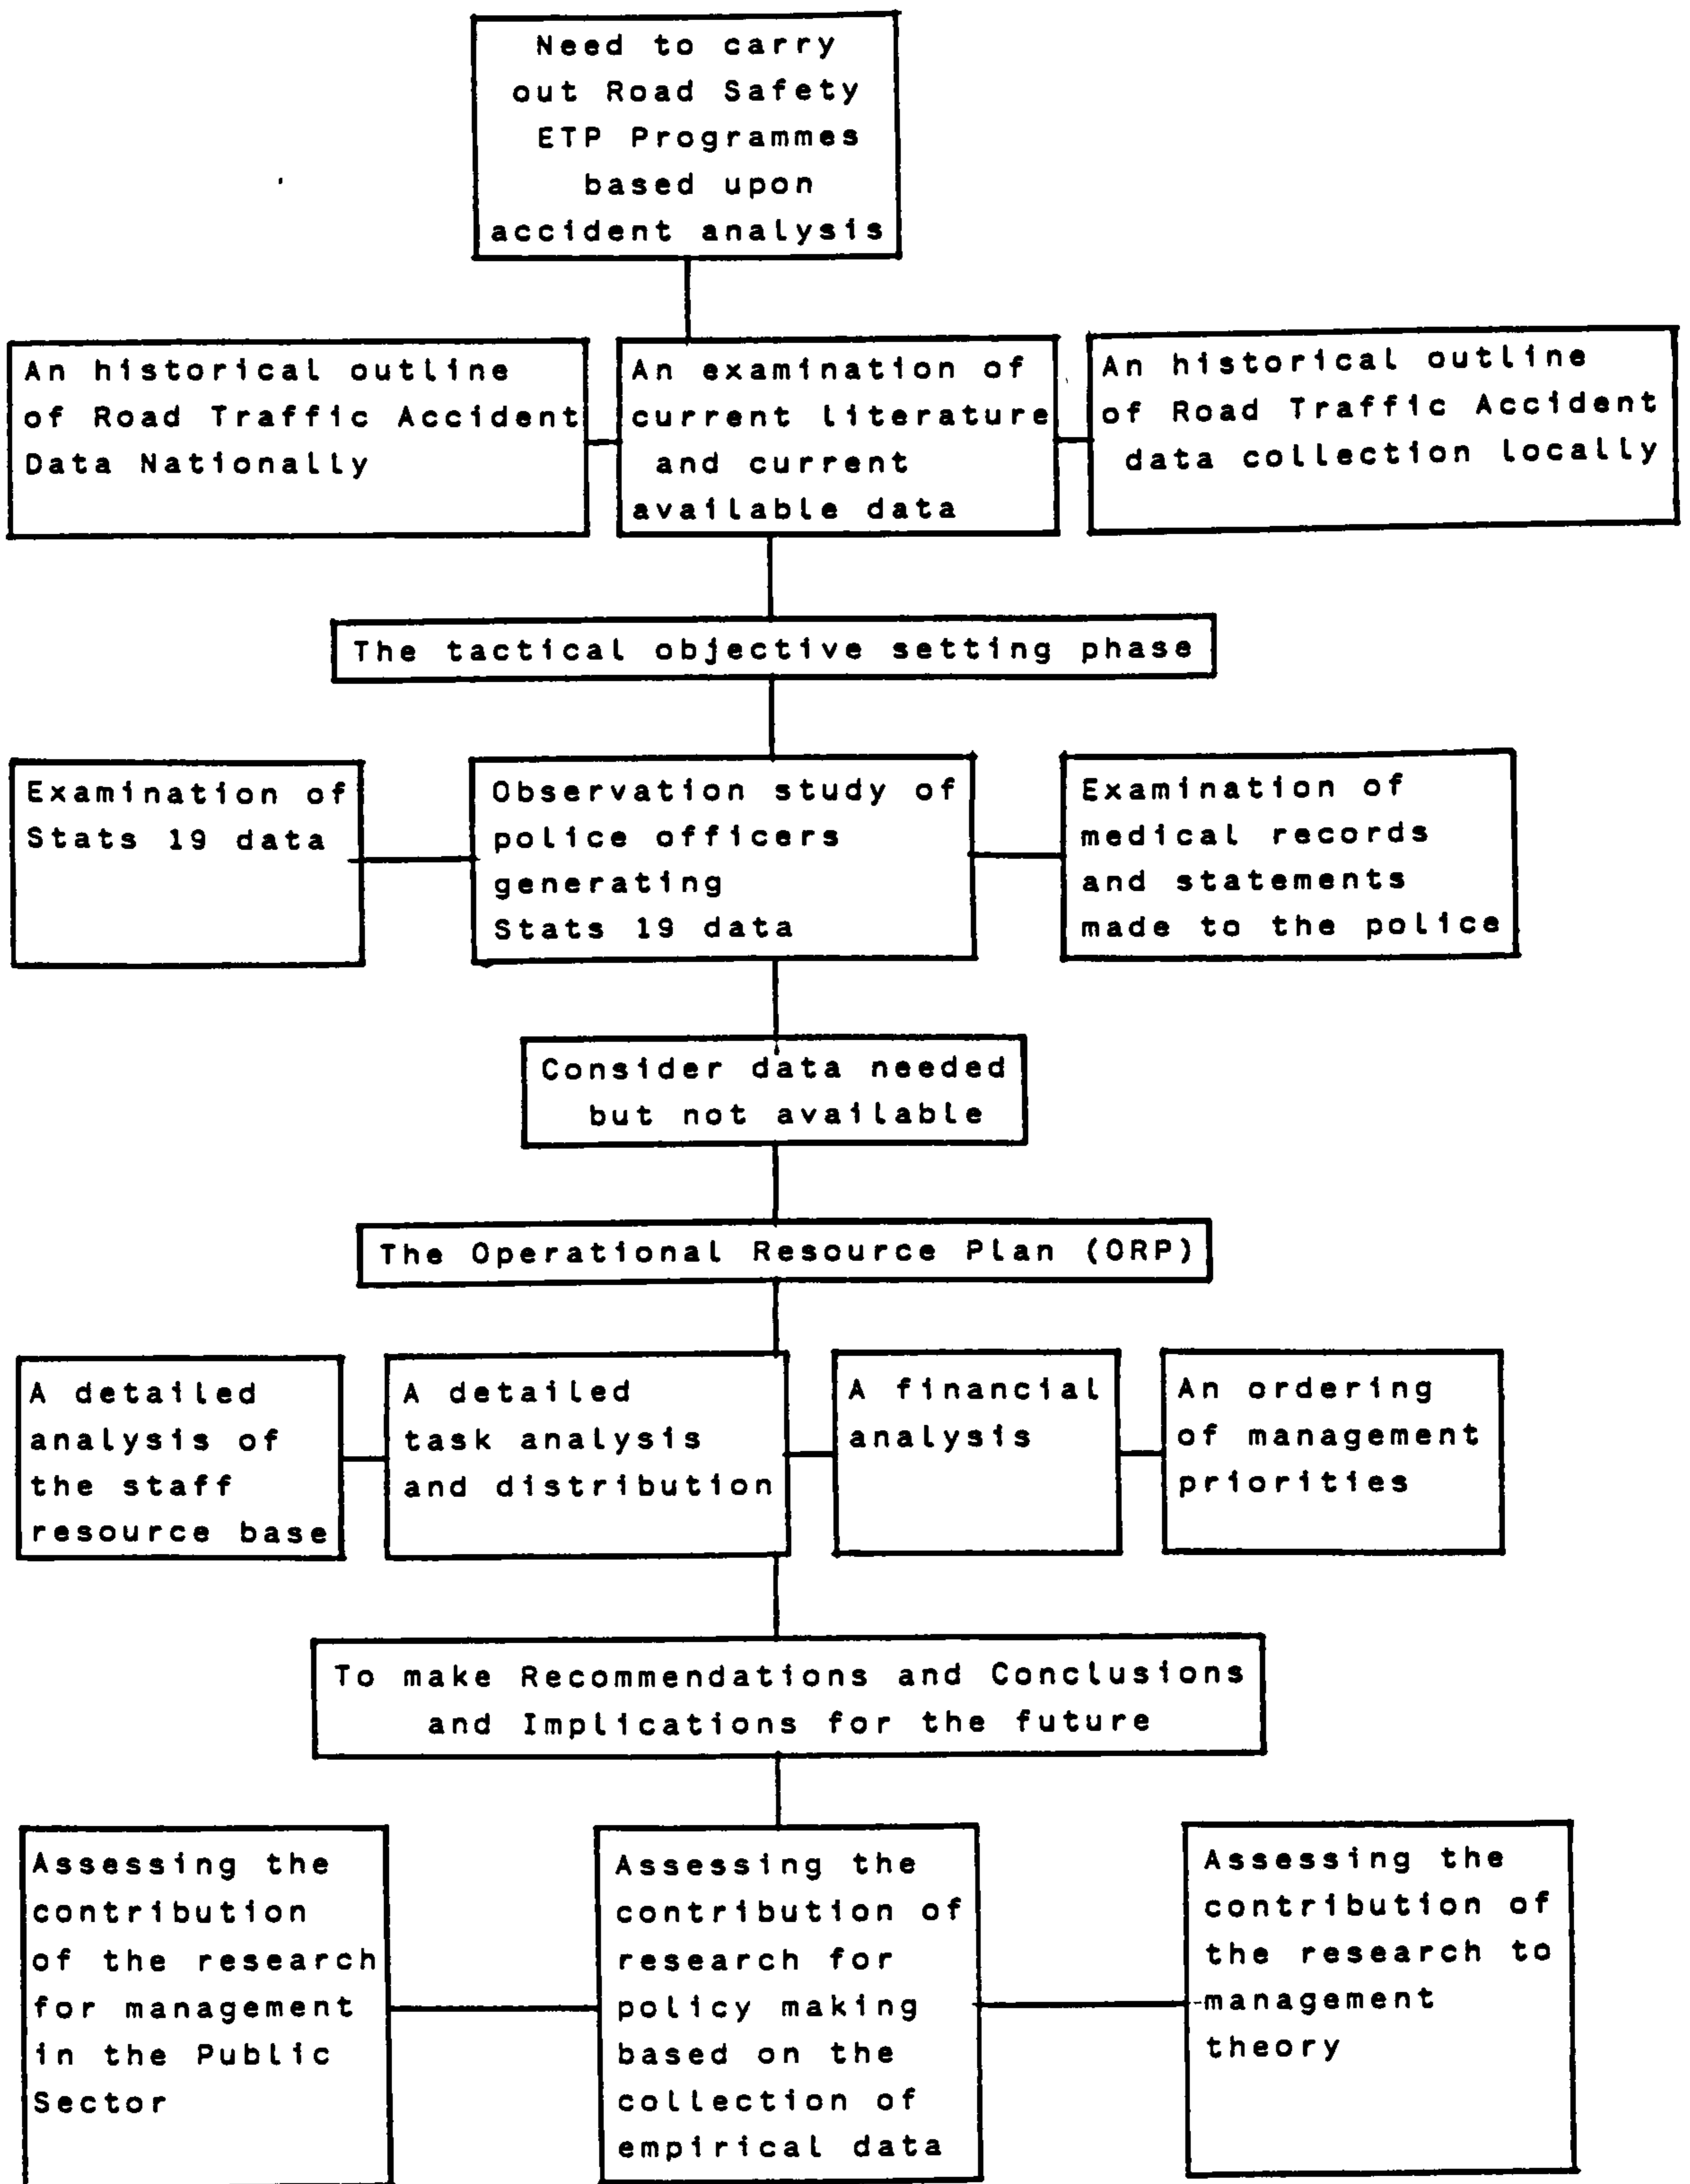 Need to carry
out Road Safety
ETP Programmes
based upon
accident analysis
An historical outline
of Road Traffic Accident
Data Nationally
An examination of
current literature
and current
available data
An historical outline
of Road Traffic Accident
data collection locally
The tactical objective setting phase
Examination of
Stats 19 data
Observation study of
police officers
generating
Stats 19 data
Examination of
medical records
and statements
made to the police
Consider data needed
but not available
The Operational Resource Plan (ORP)
A detailed
analysis of
the staff
resource base
A detailed
task analysis
and distribution
A financial
analysis
An ordering
of management
priorities
To make Recommendations and Conclusions
and Implications for the future
Assessing the
contribution
of the research
for management
in the Public
Sector
Assessing the
contribution of
research for
policy making
based on the
collection of
empirical data
Assessing the
contribution of
the research to
management
theory